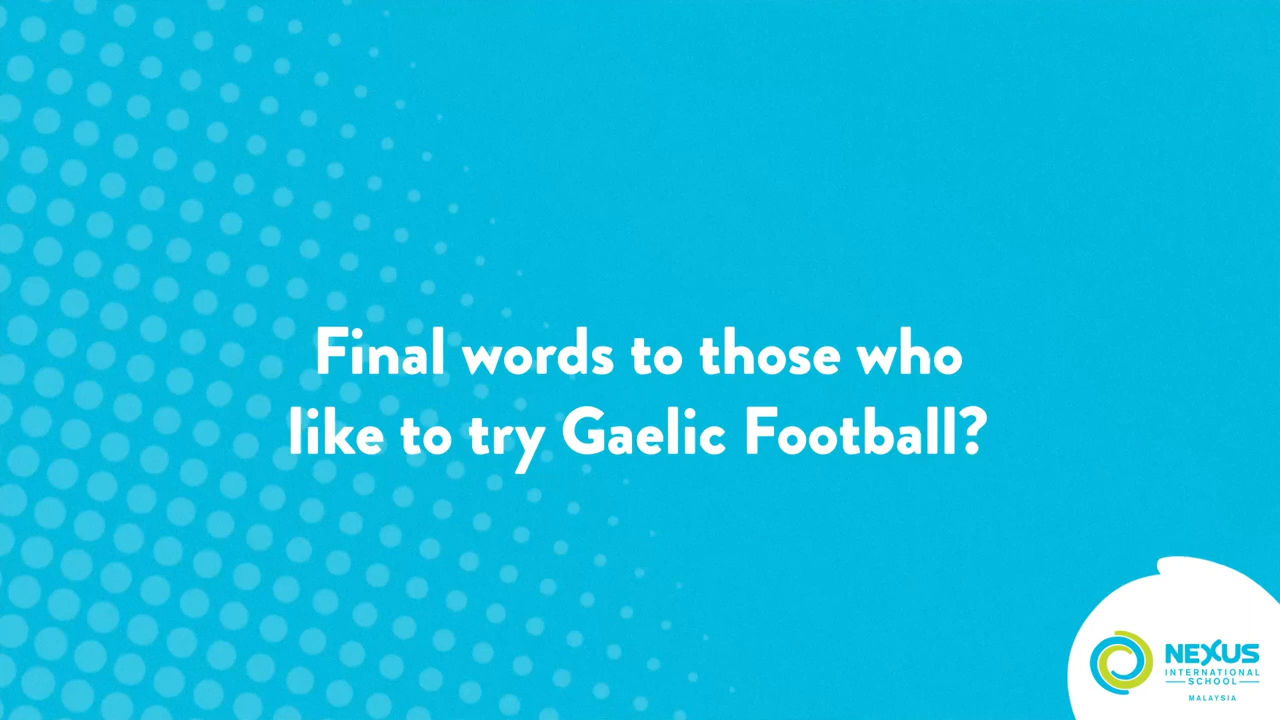 Final words to those who
like to try Gaelic Football?
NEXUS
INTERNATIONAL
SCHOOL
MALAYSIA